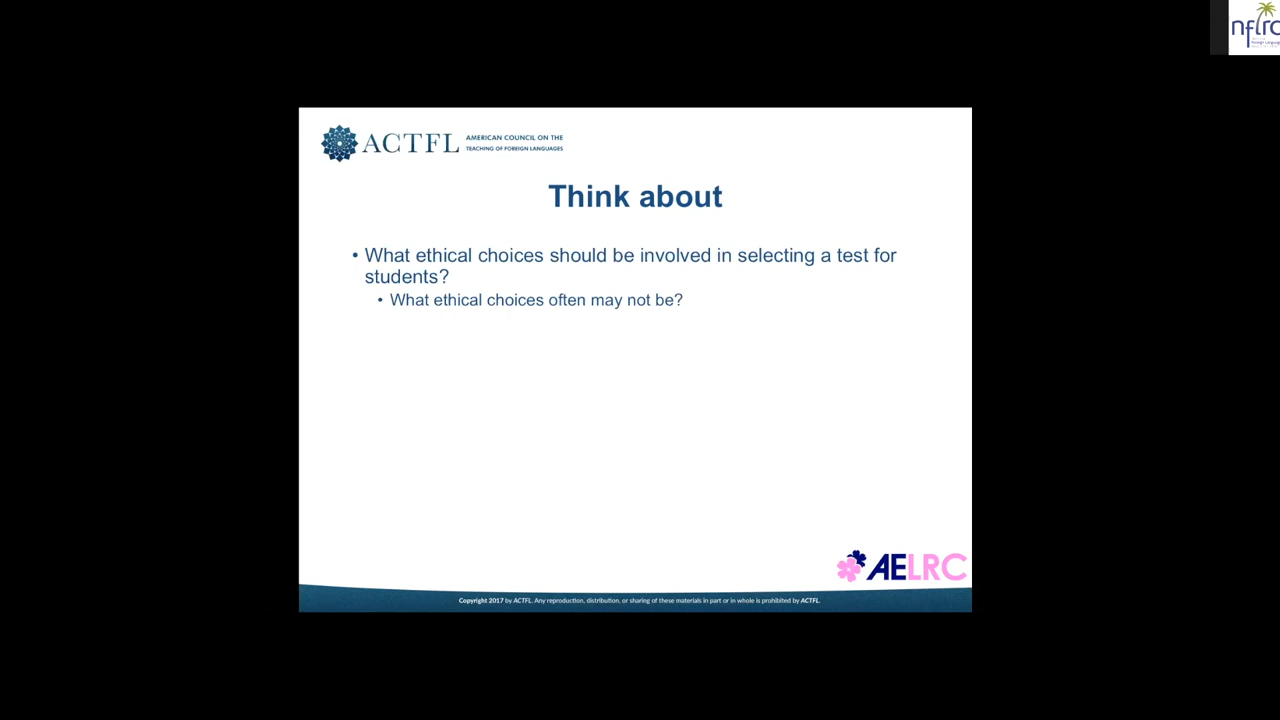 nflrc
ACTFL
AMERICAN COUNCIL ON THE
TEACHING OF FOREIGN LANGUAGES
Think about
• What ethical choices should be involved in selecting a test for
students?
• What ethical choices often may not be?
AELRC
Copyright 2017 by ACTFL. Any reproduction, distribution, or sharing of these materials in part or in whole is prohibited by ACTFL.